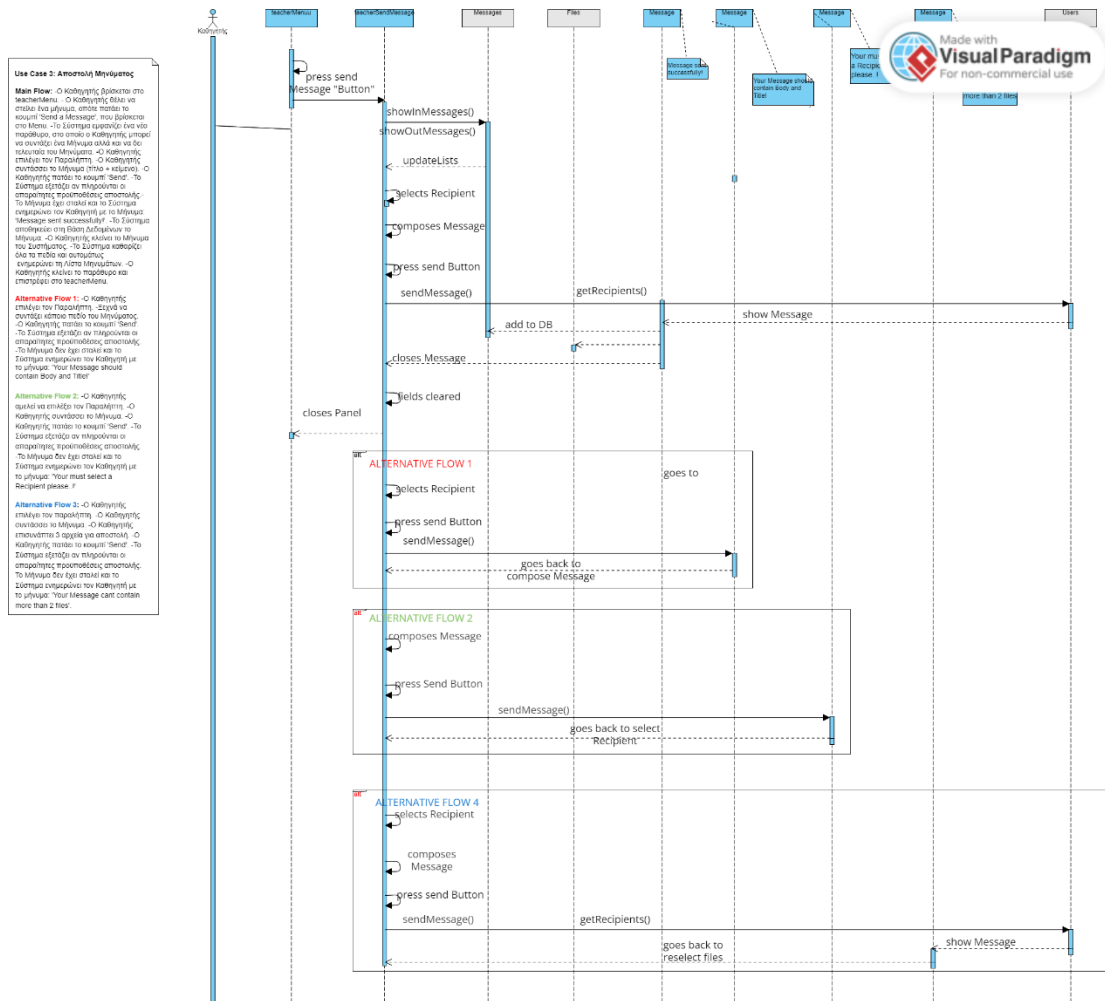 teacherMenuu
teacherSendMessage
Messages
Files
Message
Message
Message
Message
Users
Καθηγητής
Made with
Visual Paradigm
For non-commercial use
Message sent
successfully!
Your Message should
contain Body and
Title!
Your must
a Recipie
please !
more than 2 files
Use Case 3: Αποστολή Μηνύματος
Main Flow: -Ο Καθηγητής βρίσκεται στο
teacherMenu. - Ο Καθηγητής θέλει να
στείλει ένα μήνυμα, οπότε πατάει το
κουμπί 'Send a Message', που βρίσκεται
στο Menu. -Το Σύστημα εμφανίζει ένα νέο
παράθυρο, στο οποίο ο Καθηγητής μπορεί
να συντάξει ένα Μήνυμα αλλά και να δει
τελευταία του Μηνύματα. -Ο Καθηγητής
επιλέγει τον Παραλήπτη. -Ο Καθηγητής
συντάσσει το Μήνυμα (τίτλο + κείμενο). -Ο
Καθηγητής πατάει το κουμπί 'Send'. -Το
Σύστημα εξετάζει αν πληρούνται οι
απαραίτητες προϋποθέσεις αποστολής.-
Το Μήνυμα έχει σταλεί και το Σύστημα
ενημερώνει τον Καθηγητή με το Μήνυμα
'Message sent successfully!'. -Το Σύστημα
αποθηκεύει στη Βάση Δεδομένων το
Μήνυμα. -Ο Καθηγητής κλείνει το Μήνυμα
του Συστήματος. -Το Σύστημα καθαρίζει
όλα τα πεδία και αυτομάτως
ενημερώνει τη Λίστα Μηνυμάτων. -Ο
Καθηγητής κλείνει το παράθυρο και
επιστρέφει στο teacherMenu.
Alternative Flow 1: -Ο Καθηγητής
επιλέγει τον Παραλήπτη. -Ξεχνά να
συντάξει κάποιο πεδίο του Μηνύματος.
-Ο Καθηγητής πατάει το κουμπί 'Send'.
-Το Σύστημα εξετάζει αν πληρούνται οι
απαραίτητες προϋποθέσεις αποστολής.
-Το Μήνυμα δεν έχει σταλεί και το
Σύστημα ενημερώνει τον Καθηγητή με
το μήνυμα: 'Your Message should
contain Body and Title!'
Alternative Flow 2: -Ο Καθηγητής
αμελεί να επιλέξει τον Παραλήπτη. -Ο
Καθηγητής συντάσσει το Μήνυμα. -Ο
Καθηγητής πατάει το κουμπί 'Send'. -Το
Σύστημα εξετάζει αν πληρούνται οι
απαραίτητες προϋποθέσεις αποστολής.
-Το Μήνυμα δεν έχει σταλεί και το
Σύστημα ενημερώνει τον Καθηγητή με
το μήνυμα: 'Your must select a
Recipient please. !'
Alternative Flow 3: -Ο Καθηγητής
επιλέγει τον παραλήπτη. -Ο Καθηγητής
συντάσσει το Μήνυμα. -Ο Καθηγητής
επισυνάπτει 3 αρχεία για αποστολή. -Ο
Καθηγητής πατάει το κουμπί 'Send'. -Το
Σύστημα εξετάζει αν πληρούνται οι
απαραίτητες προϋποθέσεις αποστολής.
Το Μήνυμα δεν έχει σταλεί και το
Σύστημα ενημερώνει τον Καθηγητή με
το μήνυμα: 'Your Message cant contain
more than 2 files'.
press send
Message "Button"
showInMessages()
showOutMessages()
updateLists
selects Recipient
composes Message
press send Button
sendMessage()
getRecipients()
show Message
add to DB
closes Message
fields cleared
closes Panel
alt
ALTERNATIVE FLOW 1
goes to
selects Recipient
press send Button
sendMessage()
goes back to
compose Message
alt
ALTERNATIVE FLOW 2
composes Message
press Send Button
sendMessage()
goes back to select
Recipient
alt
ALTERNATIVE FLOW 4
selects Recipient
composes
Message
press send Button
sendMessage()
getRecipients()
show Message
goes back to
reselect files